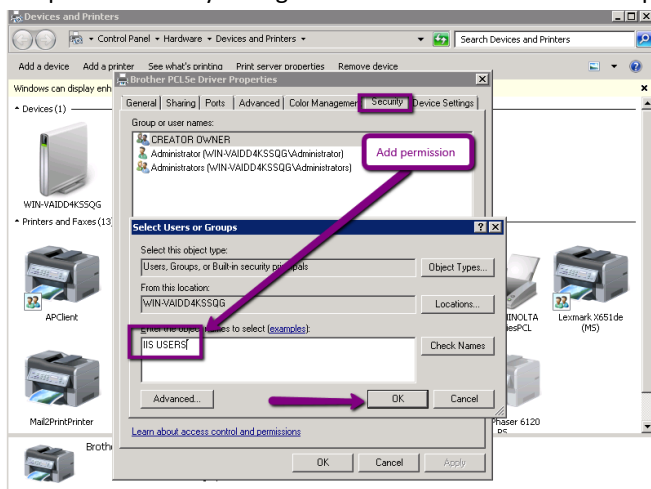 Devices and Printers
Control Panel Hardware Devices and Printers
Search Devices and Printers
Add a device Add a printer See what's printing Print server properties Remove device
Windows can display enh
Brother PCL5e Driver Properties
General Sharing Ports Advanced Color Managemen Security Device Settings
Devices (1)
Group or user names:
CREATOR OWNER
Administrator (WIN-VAIDD4KSSQG\Administrator)
Administrators (WIN-VAIDD4KSSQG\Administrators)
Add permission
WIN-VAIDD4KSSQG
Printers and Faxes (13)
Select Users or Groups
Select this object type:
Users, Groups, or Built-in security principals
Object Types...
From this location:
WIN-VAIDD4KSSQG
Locations...
Enter the object names to select (examples):
IIS USERS
Check Names
Advanced...
OK
Cancel
APClient
INOLTA
iesPCL
Lexmark X651de
(MS)
Mail2PrintPrinter
Phaser 6120
PS
Learn about access control and permissions
Broth
OK
Cancel
Apply